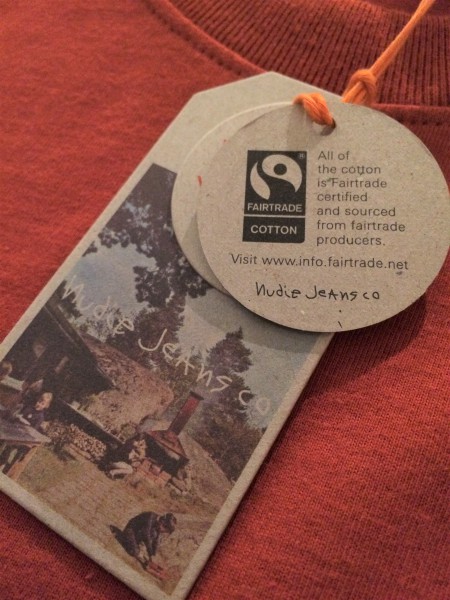 All of
the cotton
is Fairtrade
certified
and sourced
from fairtrade
producers.
®
FAIRTRADE
COTTON
Visit www.info.fairtrade.net
nudie Jeans co
nudie Jeans co